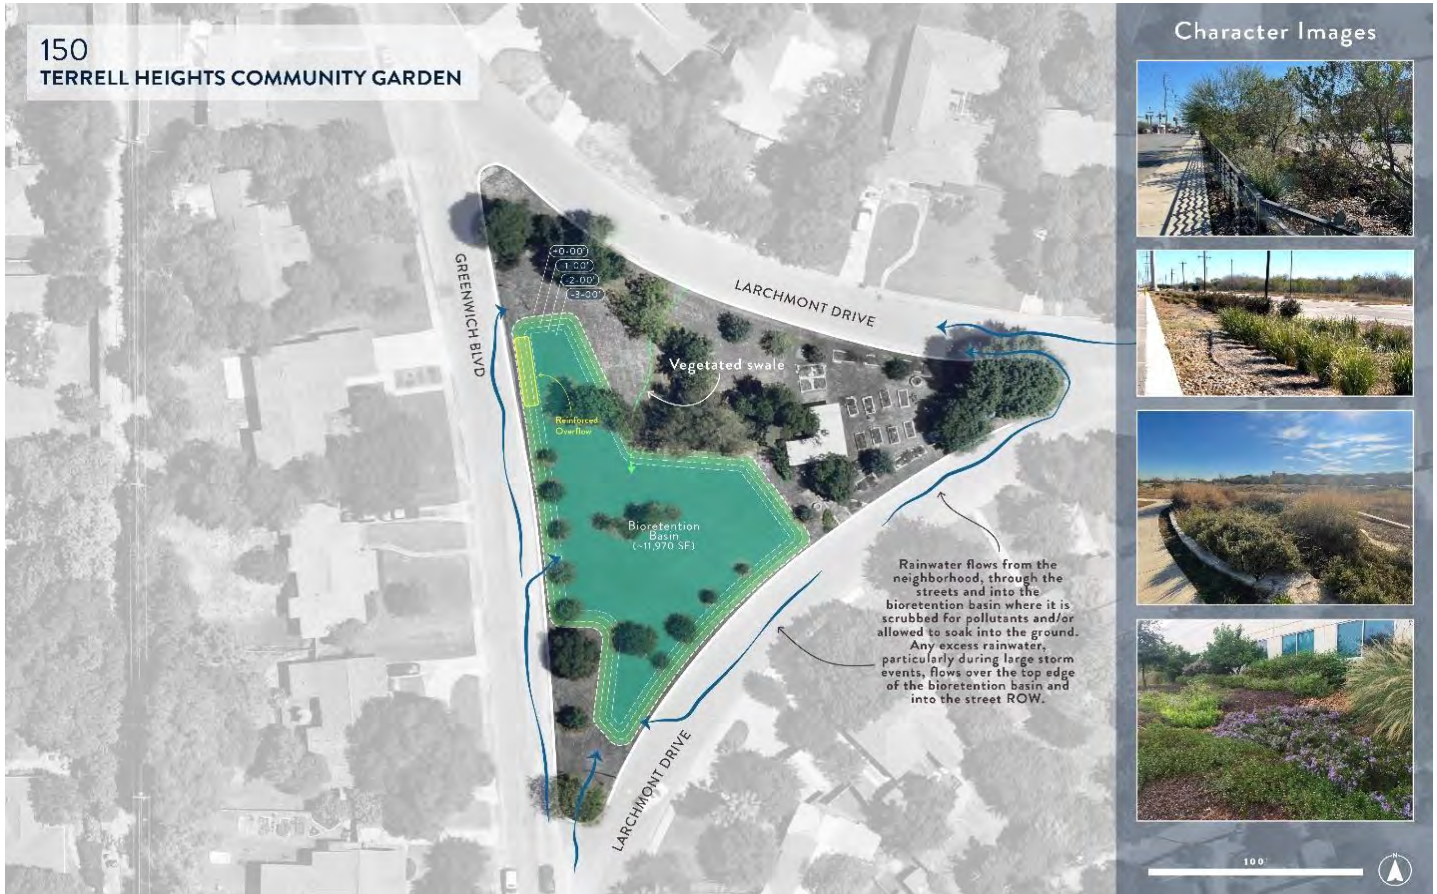 150
TERRELL HEIGHTS COMMUNITY GARDEN
Character Images
+0-00'
-1-00'
-2-00'
-3-00'
GREENWICH BLVD
LARCHMONT DRIVE
Vegetated swale
Reinforced
Overflow
Bioretention
Basin
(~11,970 SF)
Rainwater flows from the
neighborhood, through the
streets and into the
bioretention basin where it is
scrubbed for pollutants and/or
allowed to soak into the ground.
Any excess rainwater,
particularly during large storm
events, flows over the top edge
of the bioretention basin and
into the street ROW.
LARCHMONT DRIVE
100'
N